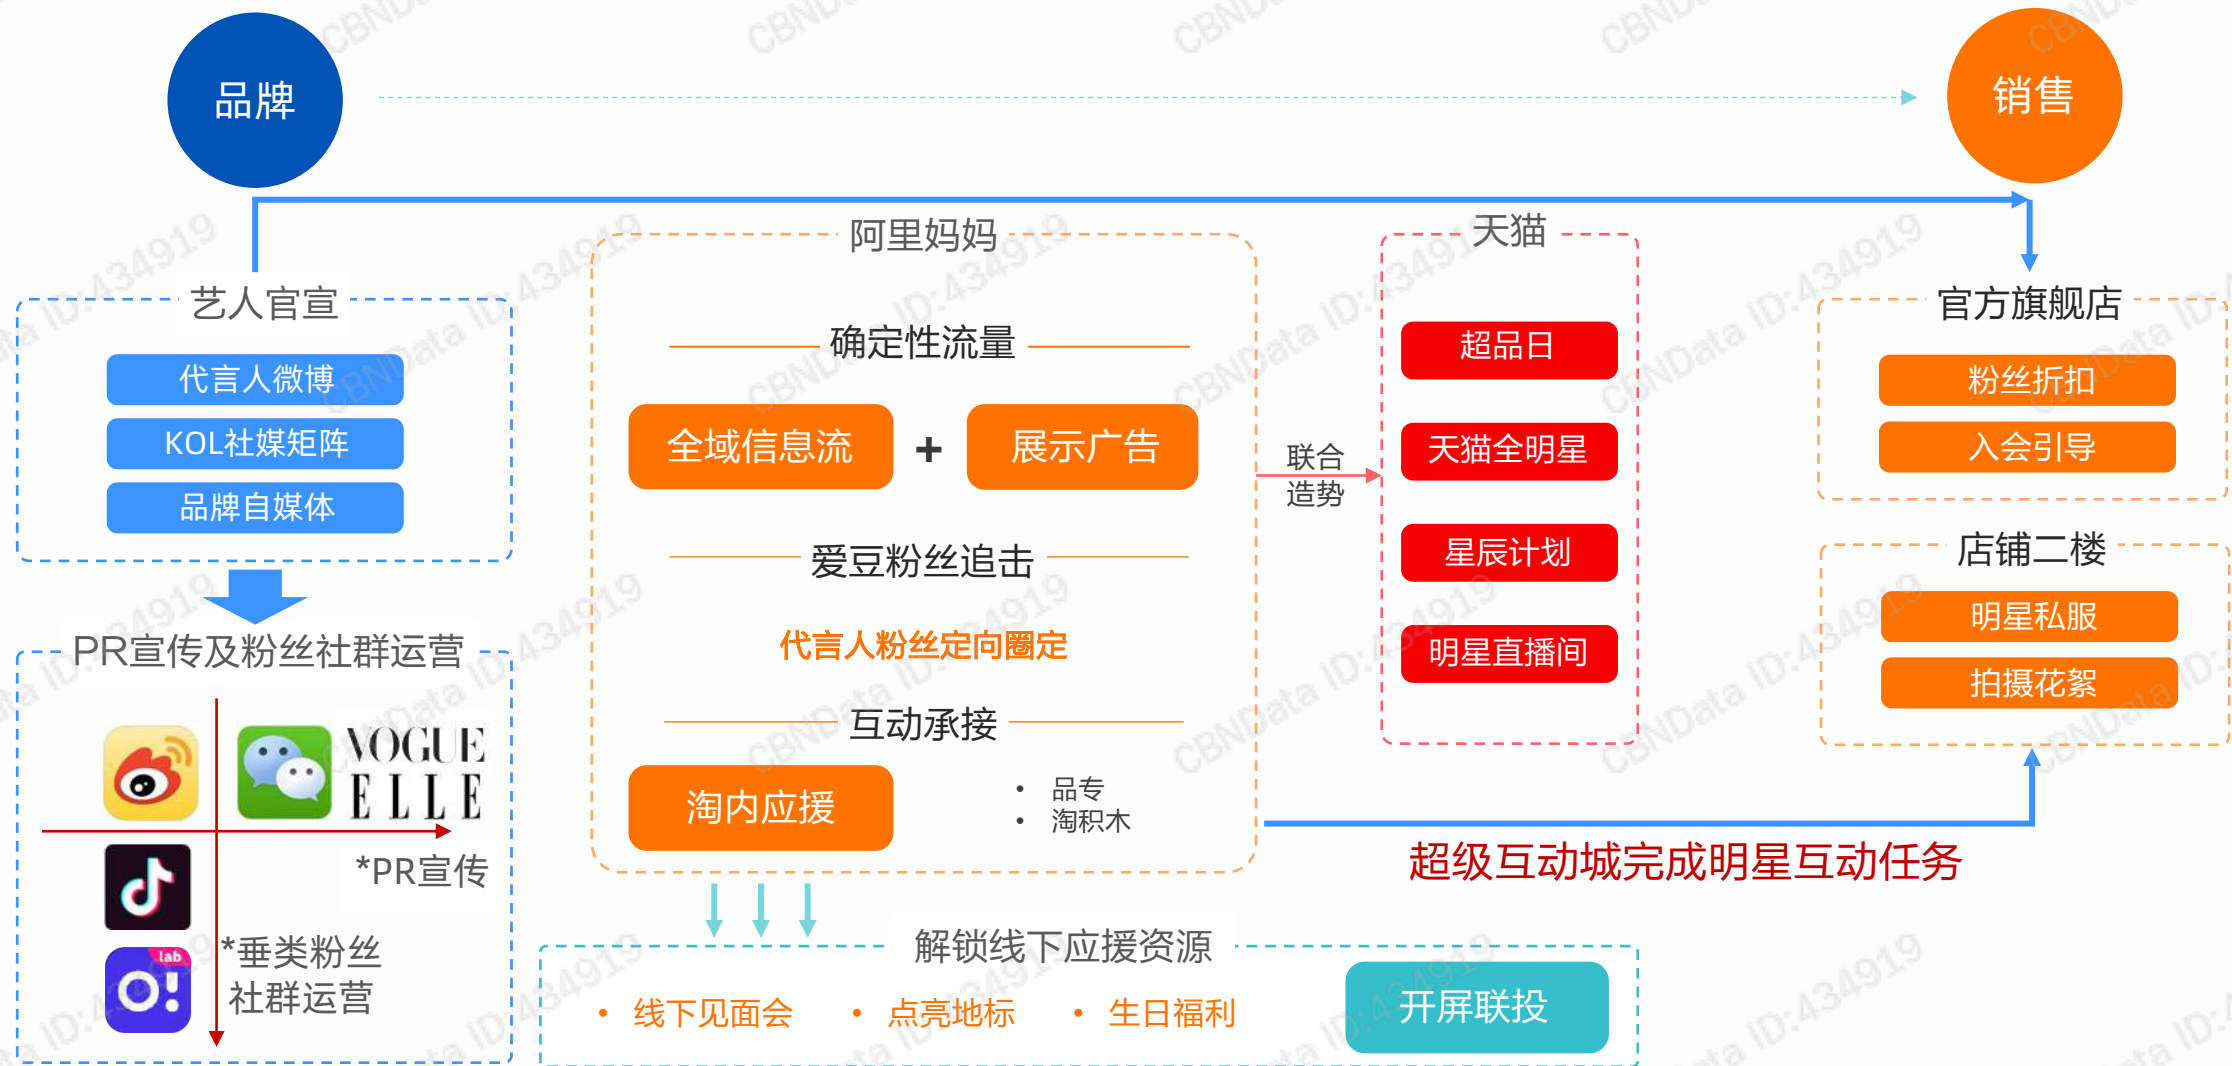 品牌
销售
艺人官宣
代言人微博
KOL社媒矩阵
品牌自媒体
PR宣传及粉丝社群运营
VOGUE
ELLE
*PR宣传
lab
O!
*垂类粉丝
社群运营
阿里妈妈
确定性流量
全域信息流
+
展示广告
爱豆粉丝追击
代言人粉丝定向圈定
互动承接
淘内应援
• 品专
• 淘积木
联合
造势
天猫
超品日
天猫全明星
星辰计划
明星直播间
官方旗舰店
粉丝折扣
入会引导
店铺二楼
明星私服
拍摄花絮
超级互动城完成明星互动任务
解锁线下应援资源
• 线下见面会
• 点亮地标
• 生日福利
开屏联投
CBNData ID:434919